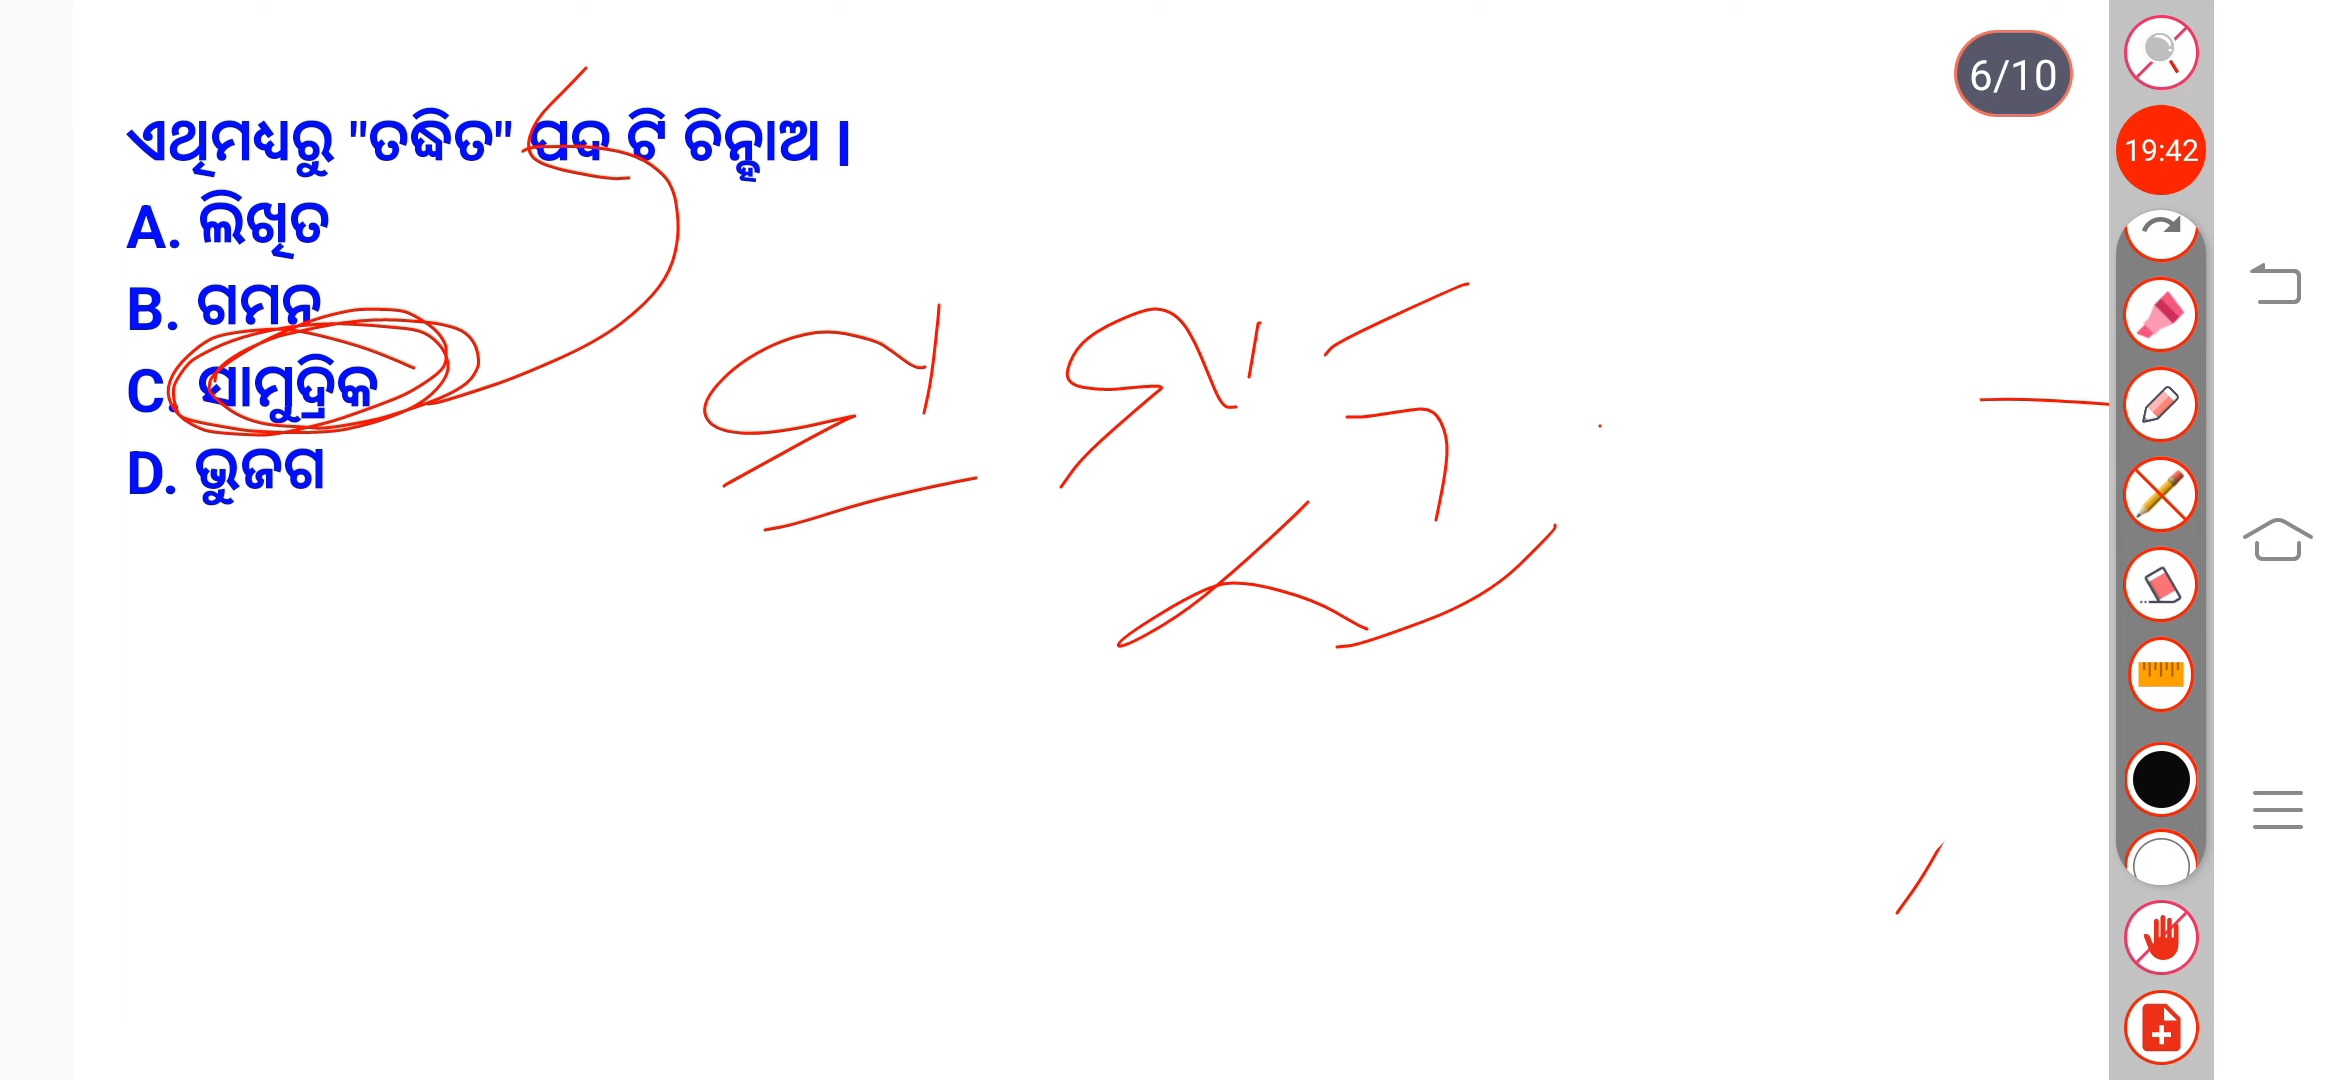 ଏଥିମଧ୍ୟରୁ "ତଦ୍ଧିତ" ପଦ ଟି ଚିହ୍ନାଅ |
A. ଲିଖିତ
B. ଗମନ
C. ସାମୁଦ୍ରିକ
D. ଭୁଜଗ
6/10
19:42